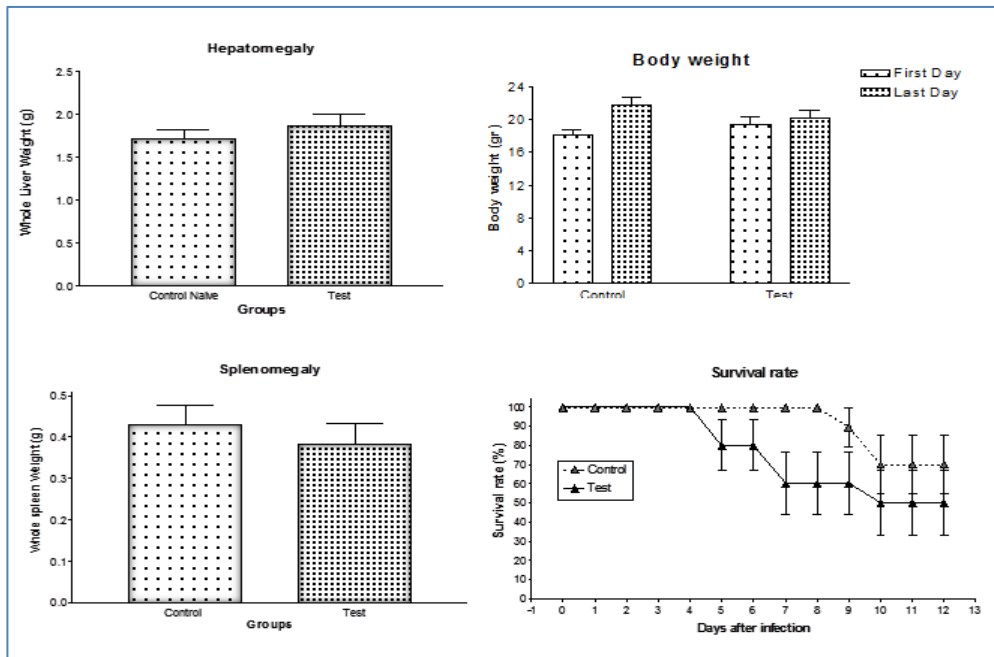 Hepatomegaly
Whole Liver Weight (g)
2.5
2.0
1.5
1.0
0.5
0.0
Control Naive Test
Groups
Body weight
First Day
Last Day
Body weight (gr)
24
20
16
12
8
4
0
Control Test
Splenomegaly
Whole spleen Weight (g)
0.5
0.4
0.3
0.2
0.1
0.0
Control Test
Groups
Survival rate
Survival rate (%)
100
90
80
70
60
50
40
30
20
10
0
Control
Test
-1 0 1 2 3 4 5 6 7 8 9 10 11 12 13
Days after infection